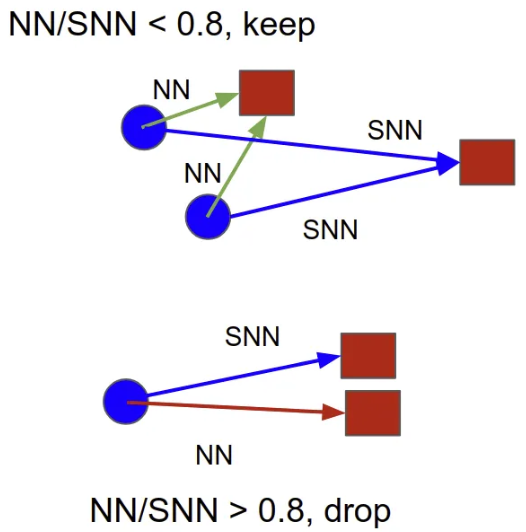 NN/SNN < 0.8, keep
NN
SNN
NN
SNN
SNN
NN
NN/SNN > 0.8, drop